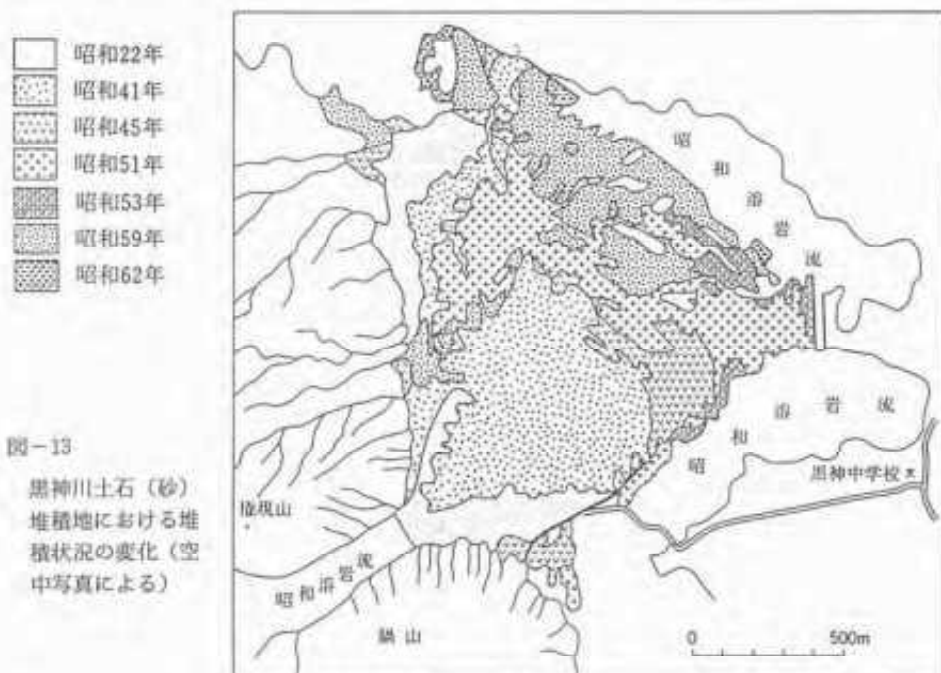 昭和22年
昭和41年
昭和45年
昭和51年
昭和53年
昭和59年
昭和62年
図-13
黒神川土石（砂）
堆積地における堆
積状況の変化（空
中写真による）
昭和溶岩流
昭和溶岩流
黒神中学校
権現山
昭和溶岩流
鍋山
0 500m